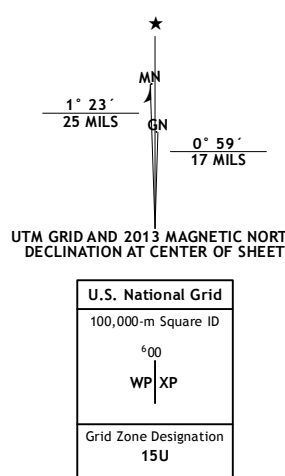 ★
MN
1° 23´
25 MILS
GN
0° 59´
17 MILS
UTM GRID AND 2013 MAGNETIC NORT
DECLINATION AT CENTER OF SHEET
U.S. National Grid
100,000-m Square ID
⁶00
WP XP
Grid Zone Designation
15U